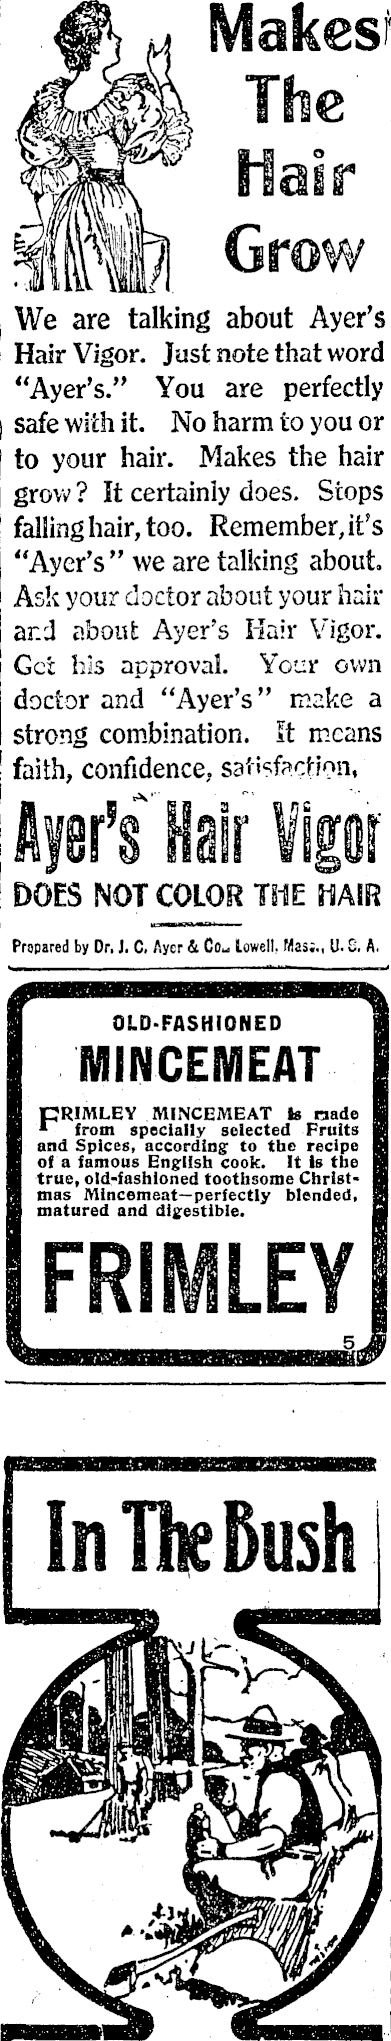 Makes
The
Hair
Grow
We are talking about Ayer's
Hair Vigor. Just note that word
"Ayer's." You are perfectly
safe with it. No harm to you or
to your hair. Makes the hair
grow? It certainly does. Stops
falling hair, too. Remember, it's
"Ayer's" we are talking about.
Ask your doctor about your hair
and about Ayer's Hair Vigor.
Get his approval. Your own
doctor and "Ayer's" make a
strong combination. It means
faith, confidence, satisfaction.
Ayer's Hair Vigor
DOES NOT COLOR THE HAIR
Prepared by Dr. J. C. Ayer & Co., Lowell, Mass., U. S. A.
OLD-FASHIONED
MINCEMEAT
FRIMLEY MINCEMEAT is made
from specially selected Fruits
and Spices, according to the recipe
of a famous English cook. It is the
true, old-fashioned toothsome Christ-
mas Mincemeat—perfectly blended,
matured and digestible.
FRIMLEY
5
In The Bush